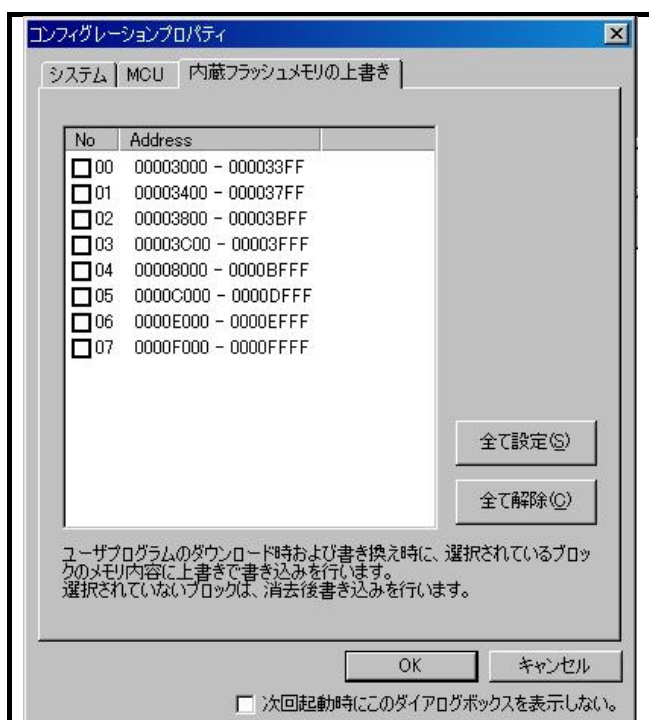 コンフィグレーションプロパティ
システム MCU 内蔵フラッシュメモリの上書き
No Address
00 00003000 - 000033FF
01 00003400 - 000037FF
02 00003800 - 00003BFF
03 00003C00 - 00003FFF
04 00008000 - 0000BFFF
05 0000C000 - 0000DFFF
06 0000E000 - 0000EFFF
07 0000F000 - 0000FFFF
全て設定(S)
全て解除(C)
ユーザプログラムのダウンロード時および書き換え時に、選択されているブロッ
クのメモリ内容に上書きで書き込みを行います。
選択されていないブロックは、消去後書き込みを行います。
OK キャンセル
次回起動時にこのダイアログボックスを表示しない。